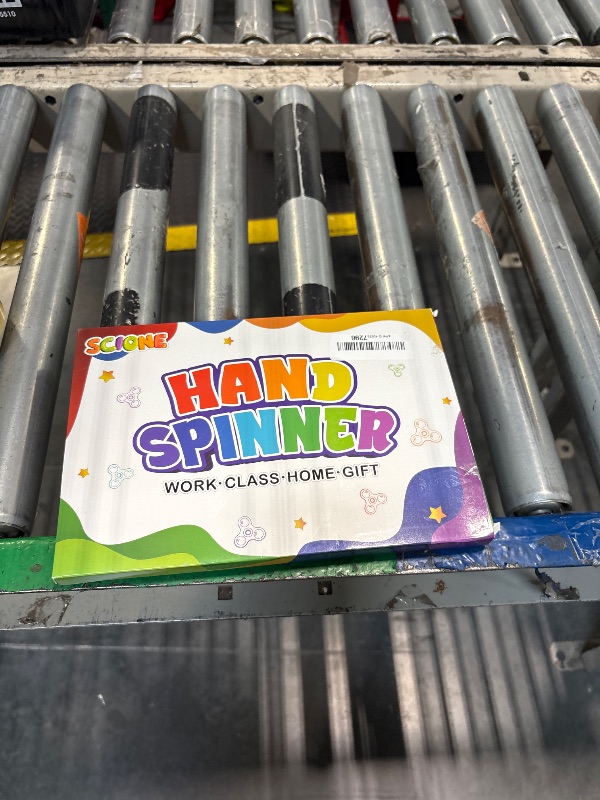 SCIONE
HAND
SPINNER
WORK·CLASS·HOME·GIFT